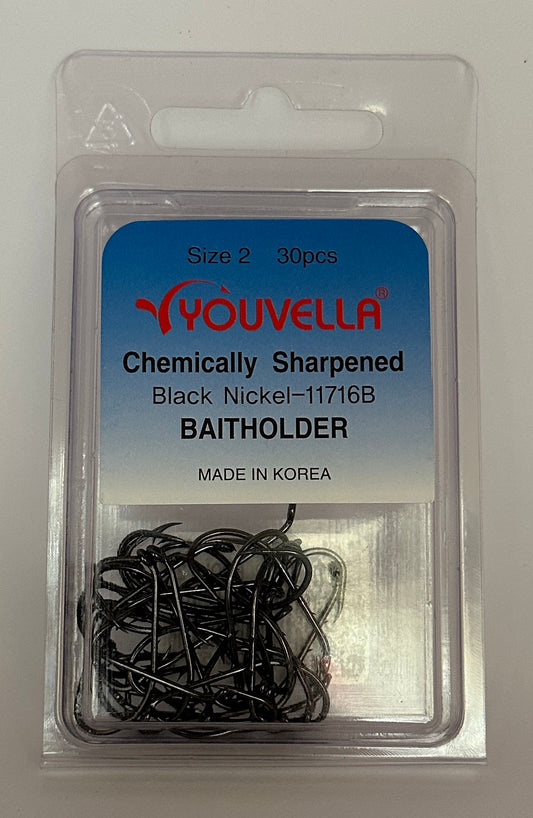 Size 2 30pcs
YOUVELLA®
Chemically Sharpened
Black Nickel-11716B
BAITHOLDER
MADE IN KOREA